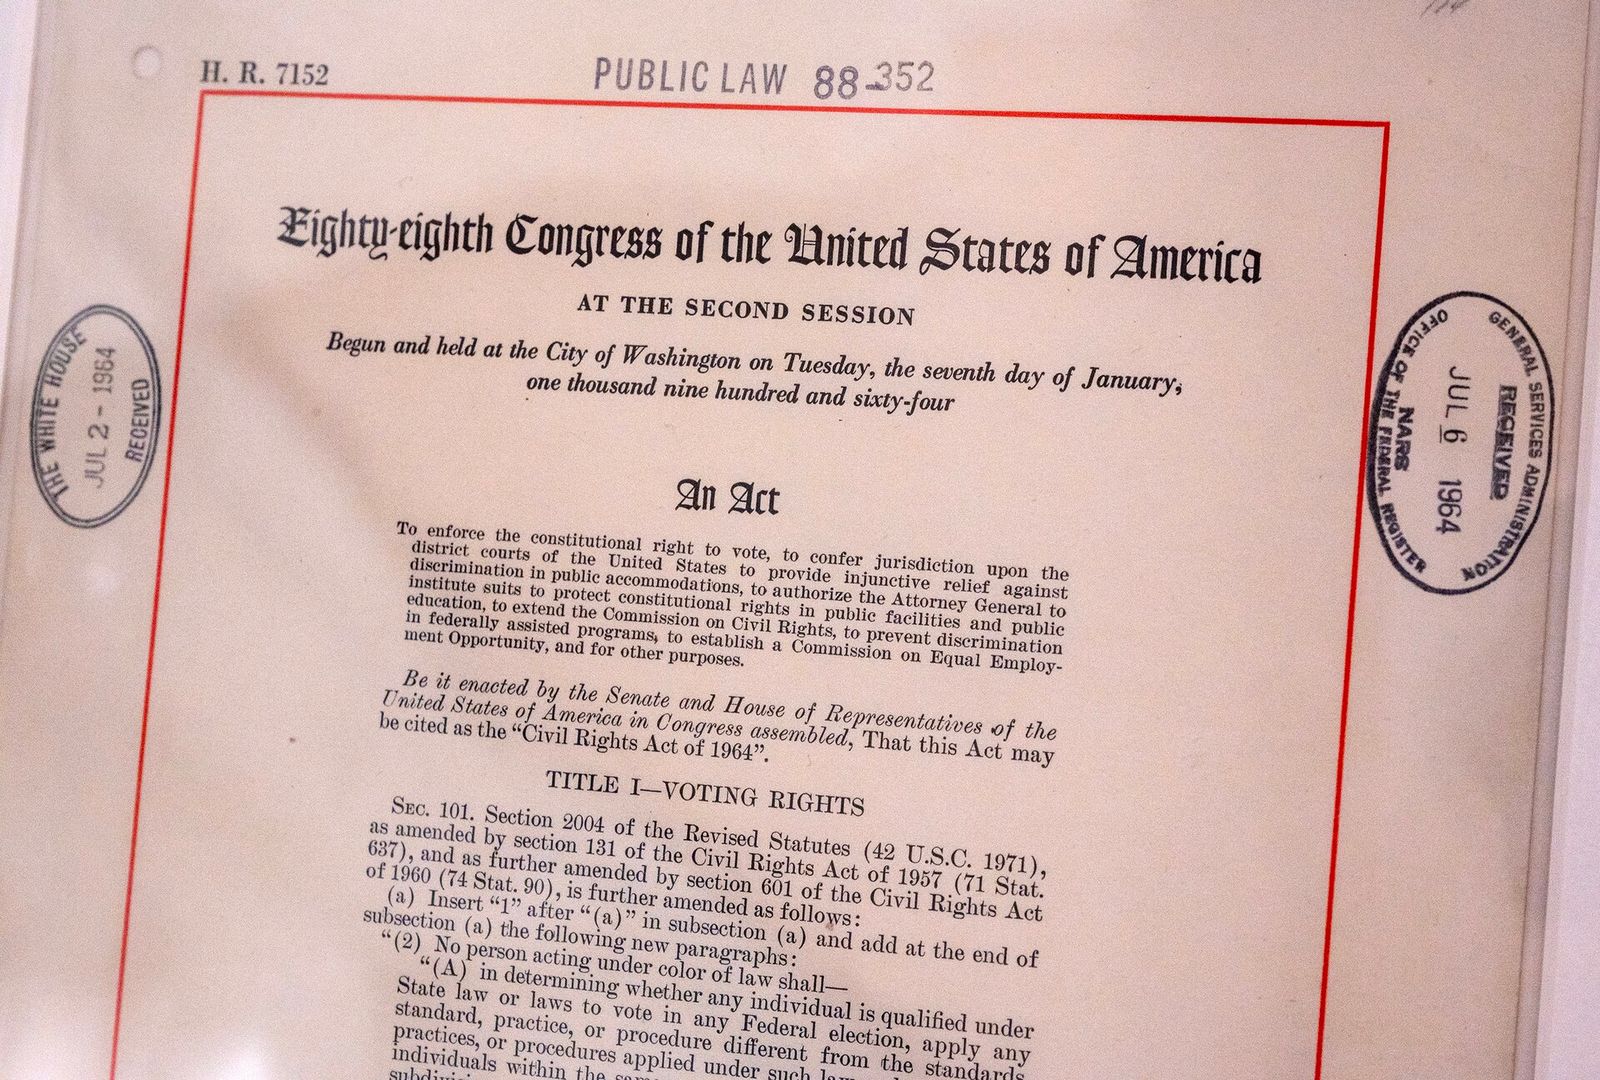 H. R. 7152
PUBLIC LAW 88-352
Eighty-eighth Congress of the United States of America
AT THE SECOND SESSION
Begun and held at the City of Washington on Tuesday, the seventh day of January,
one thousand nine hundred and sixty-four
THE WHITE HOUSE
JUL 2 - 1964
RECEIVED
GENERAL SERVICES ADMINISTRATION
RECEIVED
JUL 6 1964
NARS
OFFICE OF THE FEDERAL REGISTER
An Act
To enforce the constitutional right to vote, to confer jurisdiction upon the
district courts of the United States to provide injunctive relief against
discrimination in public accommodations, to authorize the Attorney General to
institute suits to protect constitutional rights in public facilities and public
education, to extend the Commission on Civil Rights, to prevent discrimination
in federally assisted programs, to establish a Commission on Equal Employ-
ment Opportunity, and for other purposes.
Be it enacted by the Senate and House of Representatives of the
United States of America in Congress assembled, That this Act may
be cited as the “Civil Rights Act of 1964”.
TITLE I—VOTING RIGHTS
SEC. 101. Section 2004 of the Revised Statutes (42 U.S.C. 1971),
as amended by section 131 of the Civil Rights Act of 1957 (71 Stat.
637), and as further amended by section 601 of the Civil Rights Act
of 1960 (74 Stat. 90), is further amended as follows:
(a) Insert “1” after “(a)” in subsection (a) and add at the end of
subsection (a) the following new paragraphs:
“(2) No person acting under color of law shall—
“(A) in determining whether any individual is qualified under
State law or laws to vote in any Federal election, apply any
standard, practice, or procedure different from the standards,
practices, or procedures applied under such law
individuals within the